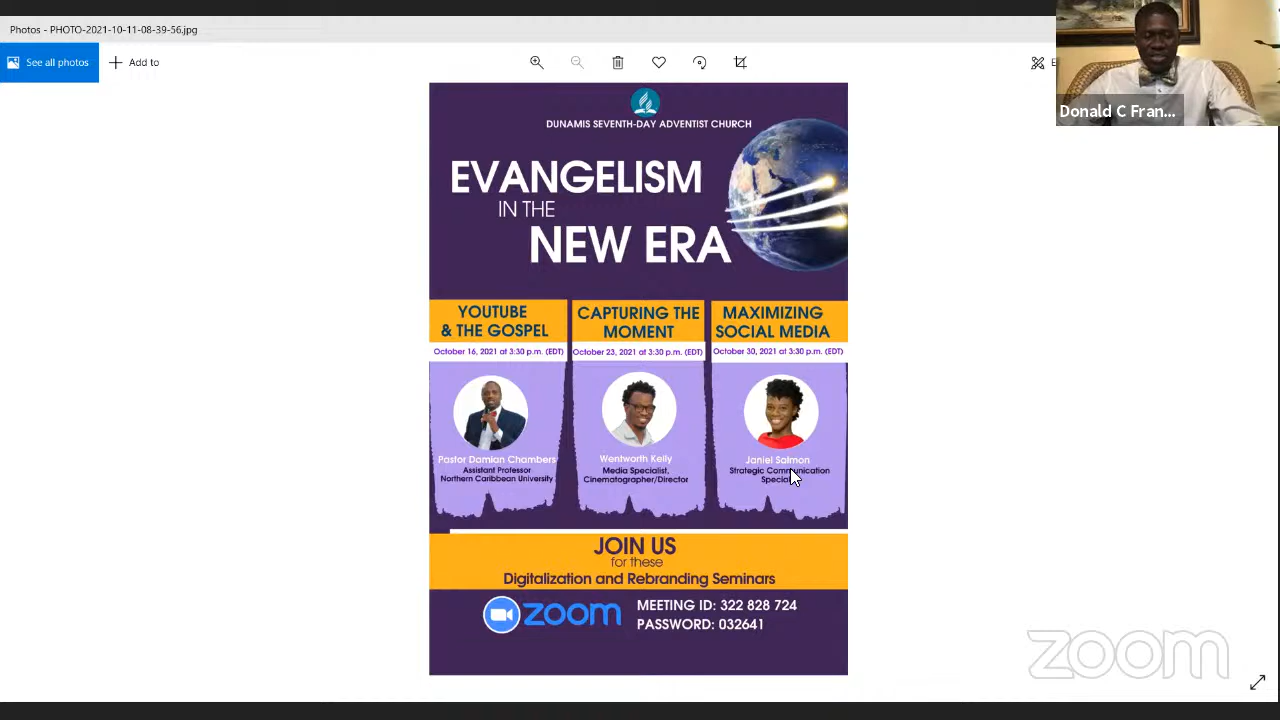 Photos - PHOTO-2021-10-11-08-39-56.jpg
See all photos
Add to
Donald C Fran...
DUNAMIS SEVENTH-DAY ADVENTIST CHURCH
EVANGELISM
IN THE
NEW ERA
YOUTUBE
& THE GOSPEL
October 16, 2021 at 3:30 p.m. (EDT)
Pastor Damian Chambers
Assistant Professor
Northern Caribbean University
CAPTURING THE
MOMENT
October 23, 2021 at 3:30 p.m. (EDT)
Wentworth Kelly
Media Specialist,
Cinematographer/Director
MAXIMIZING
SOCIAL MEDIA
October 30, 2021 at 3:30 p.m. (EDT)
Janiel Salmon
Strategic Communication
JOIN US
for these
Digitalization and Rebranding Seminars
zoom
MEETING ID: 322 828 724
PASSWORD: 032641
zoom